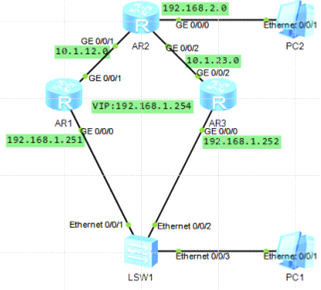 192.168.2.0
GE 0/0/0
Ethernet 0/0/1
AR2
PC2
GE 0/0/1
GE 0/0/2
10.1.12.0
10.1.23.0
GE 0/0/1
GE 0/0/2
VIP:192.168.1.254
AR1
AR3
GE 0/0/0
GE 0/0/0
192.168.1.251
192.168.1.252
Ethernet 0/0/1
Ethernet 0/0/2
Ethernet 0/0/3
Ethernet 0/0/1
LSW1
PC1